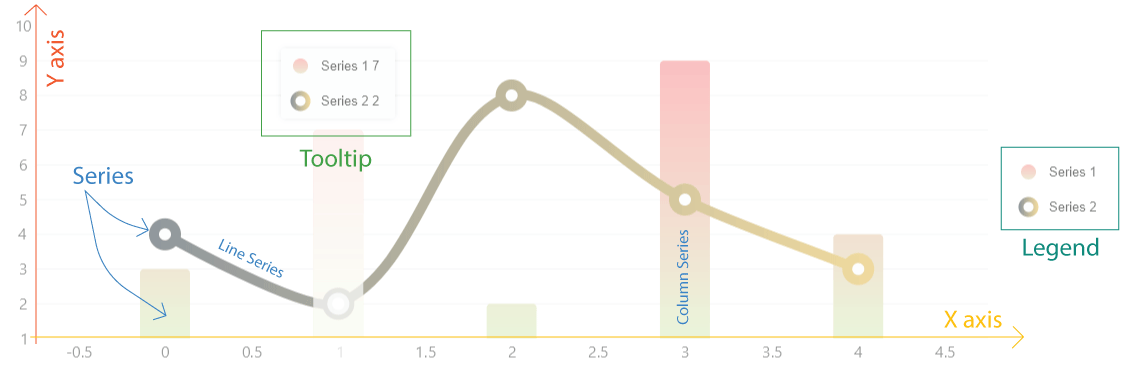 Y axis
10
9
8
7
6
5
4
3
2
1
Series 1 7
Series 2 2
Tooltip
Series
Line Series
Column Series
Series 1
Series 2
Legend
X axis
-0.5 0 0.5 1 1.5 2 2.5 3 3.5 4 4.5